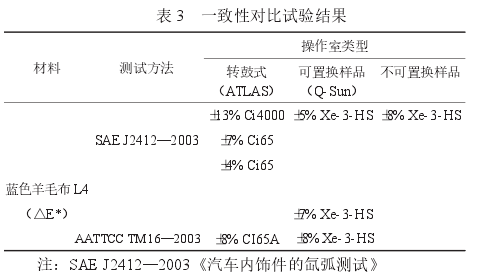 表 3 一致性对比试验结果
操作室类型
材料 测试方法 转鼓式 可置换样品 不可置换样品
（ATLAS） （Q-Sun）
±13% Ci4000 ±5% Xe-3-HS ±8% Xe-3-HS
SAE J2412—2003 ±7% Ci65
±4% Ci65
蓝色羊毛布 L4
（△E*） ±7% Xe-3-HS
AATTCC TM16—2003 ±8% CI65A ±8% Xe-3-HS
注：SAE J2412—2003《汽车内饰件的氙弧测试》